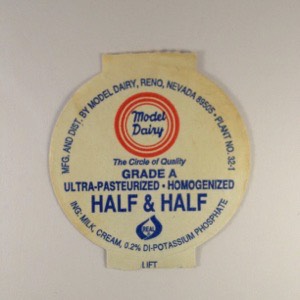 MFG. AND DIST. BY MODEL DAIRY, RENO, NEVADA 89505 • PLANT NO. 32-1
Model
Dairy
The Circle of Quality
GRADE A
ULTRA-PASTEURIZED • HOMOGENIZED
HALF & HALF
REAL
ING: MILK, CREAM, 0.2% DI-POTASSIUM PHOSPHATE
LIFT